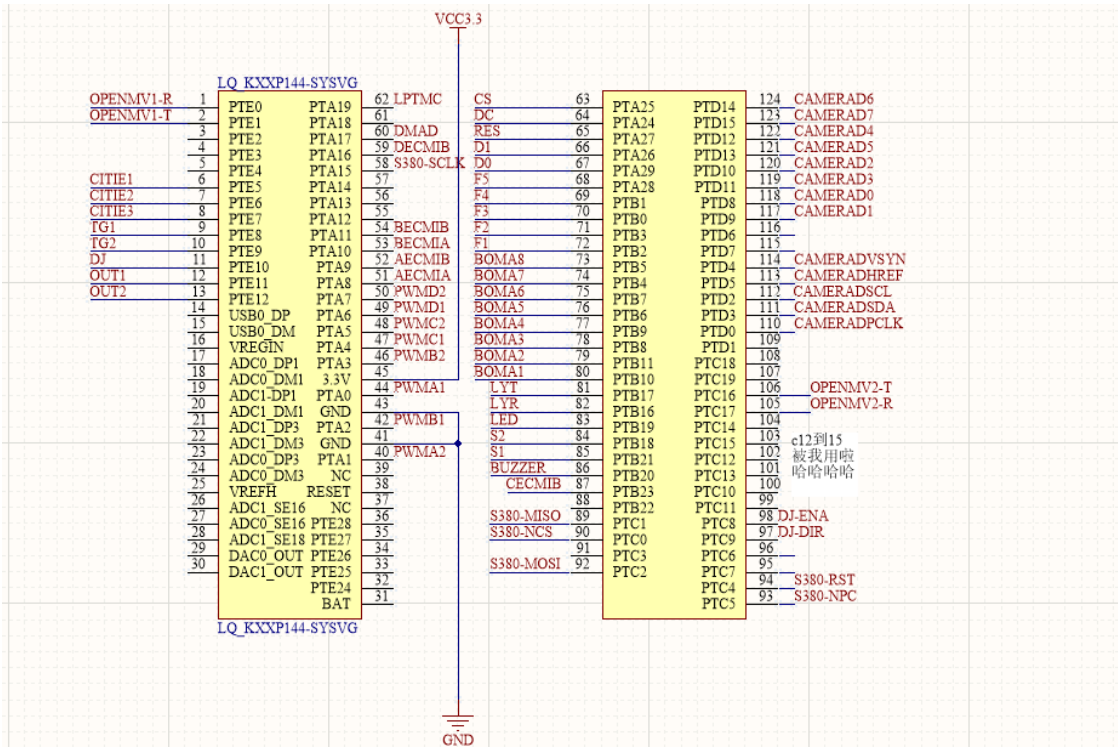 VCC3.3
LQ_KXXP144-SYSVG
OPENMV1-R 1 PTE0 PTA19 62 LPTMC
OPENMV1-T 2 PTE1 PTA18 61
3 PTE2 PTA17 60 DMAD
4 PTE3 PTA16 59 DECMIB
5 PTE4 PTA15 58 S380-SCLK
CITIE1 6 PTE5 PTA14 57
CITIE2 7 PTE6 PTA13 56
CITIE3 8 PTE7 PTA12 55
TG1 9 PTE8 PTA11 54 BECMIB
TG2 10 PTE9 PTA10 53 BECMIA
DJ 11 PTE10 PTA9 52 AECMIB
OUT1 12 PTE11 PTA8 51 AECMIA
OUT2 13 PTE12 PTA7 50 PWMD2
14 USB0_DP PTA6 49 PWMD1
15 USB0_DM PTA5 48 PWMC2
16 VREGIN PTA4 47 PWMC1
17 ADC0_DP1 PTA3 46 PWMB2
18 ADC0_DM1 3.3V 45
19 ADC1-DP1 PTA0 44 PWMA1
20 ADC1_DM1 GND 43
21 ADC1_DP3 PTA2 42 PWMB1
22 ADC1_DM3 GND 41
23 ADC0_DP3 PTA1 40 PWMA2
24 ADC0_DM3 NC 39
25 VREFH RESET 38
26 ADC1_SE16 NC 37
27 ADC0_SE16 PTE28 36
28 ADC1_SE18 PTE27 35
29 DAC0_OUT PTE26 34
30 DAC1_OUT PTE25 33
PTE24 32
BAT 31
LQ_KXXP144-SYSVG
GND
CS 63 PTA25 PTD14 124 CAMERAD6
DC 64 PTA24 PTD15 123 CAMERAD7
RES 65 PTA27 PTD12 122 CAMERAD4
D1 66 PTA26 PTD13 121 CAMERAD5
D0 67 PTA29 PTD10 120 CAMERAD2
F5 68 PTA28 PTD11 119 CAMERAD3
F4 69 PTB1 PTD8 118 CAMERAD0
F3 70 PTB0 PTD9 117 CAMERAD1
F2 71 PTB3 PTD6 116
F1 72 PTB2 PTD7 115
BOMA8 73 PTB5 PTD4 114 CAMERADVSYN
BOMA7 74 PTB4 PTD5 113 CAMERADHREF
BOMA6 75 PTB7 PTD2 112 CAMERADSCL
BOMA5 76 PTB6 PTD3 111 CAMERADSDA
BOMA4 77 PTB9 PTD0 110 CAMERADPCLK
BOMA3 78 PTB8 PTD1 109
BOMA2 79 PTB11 PTC18 108
BOMA1 80 PTB10 PTC19 107
LYT 81 PTB17 PTC16 106 OPENMV2-T
LYR 82 PTB16 PTC17 105 OPENMV2-R
LED 83 PTB19 PTC14 104
S2 84 PTB18 PTC15 103
S1 85 PTB21 PTC12 102
BUZZER 86 PTB20 PTC13 101
CECMIB 87 PTB23 PTC10 100
88 PTB22 PTC11 99
S380-MISO 89 PTC1 PTC8 98 DJ-ENA
S380-NCS 90 PTC0 PTC9 97 DJ-DIR
91 PTC3 PTC6 96
S380-MOSI 92 PTC2 PTC7 95
PTC4 94 S380-RST
PTC5 93 S380-NPC
c12到15
被我用啦
哈哈哈哈